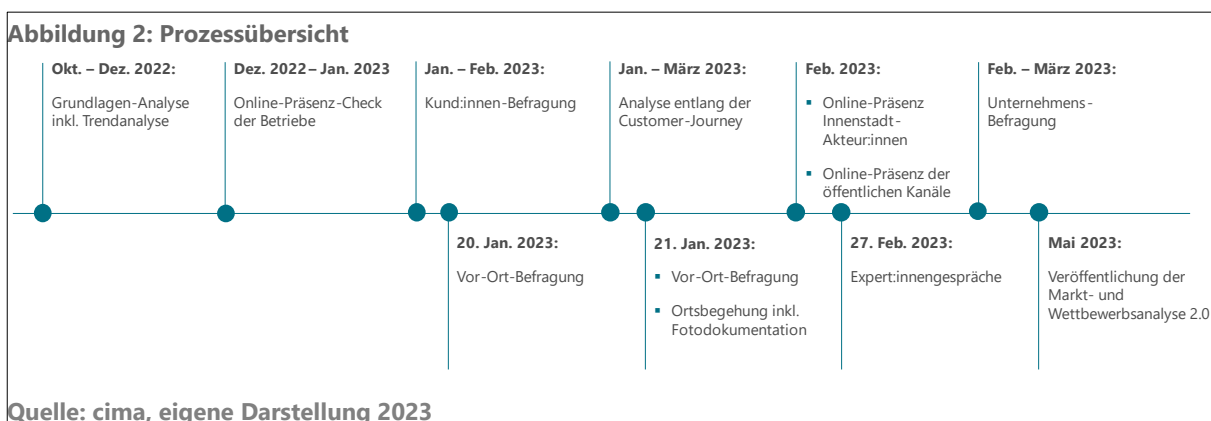 Abbildung 2: Prozessübersicht
Okt. – Dez. 2022:
Grundlagen-Analyse
inkl. Trendanalyse
Dez. 2022 – Jan. 2023
Online-Präsenz-Check
der Betriebe
Jan. – Feb. 2023:
Kund:innen-Befragung
Jan. – März 2023:
Analyse entlang der
Customer-Journey
Feb. 2023:
▪ Online-Präsenz
Innenstadt-
Akteur:innen
▪ Online-Präsenz der
öffentlichen Kanäle
Feb. – März 2023:
Unternehmens-
Befragung
20. Jan. 2023:
Vor-Ort-Befragung
21. Jan. 2023:
▪ Vor-Ort-Befragung
▪ Ortsbegehung inkl.
Fotodokumentation
27. Feb. 2023:
Expert:innengespräche
Mai 2023:
Veröffentlichung der
Markt- und
Wettbewerbsanalyse 2.0
Quelle: cima, eigene Darstellung 2023